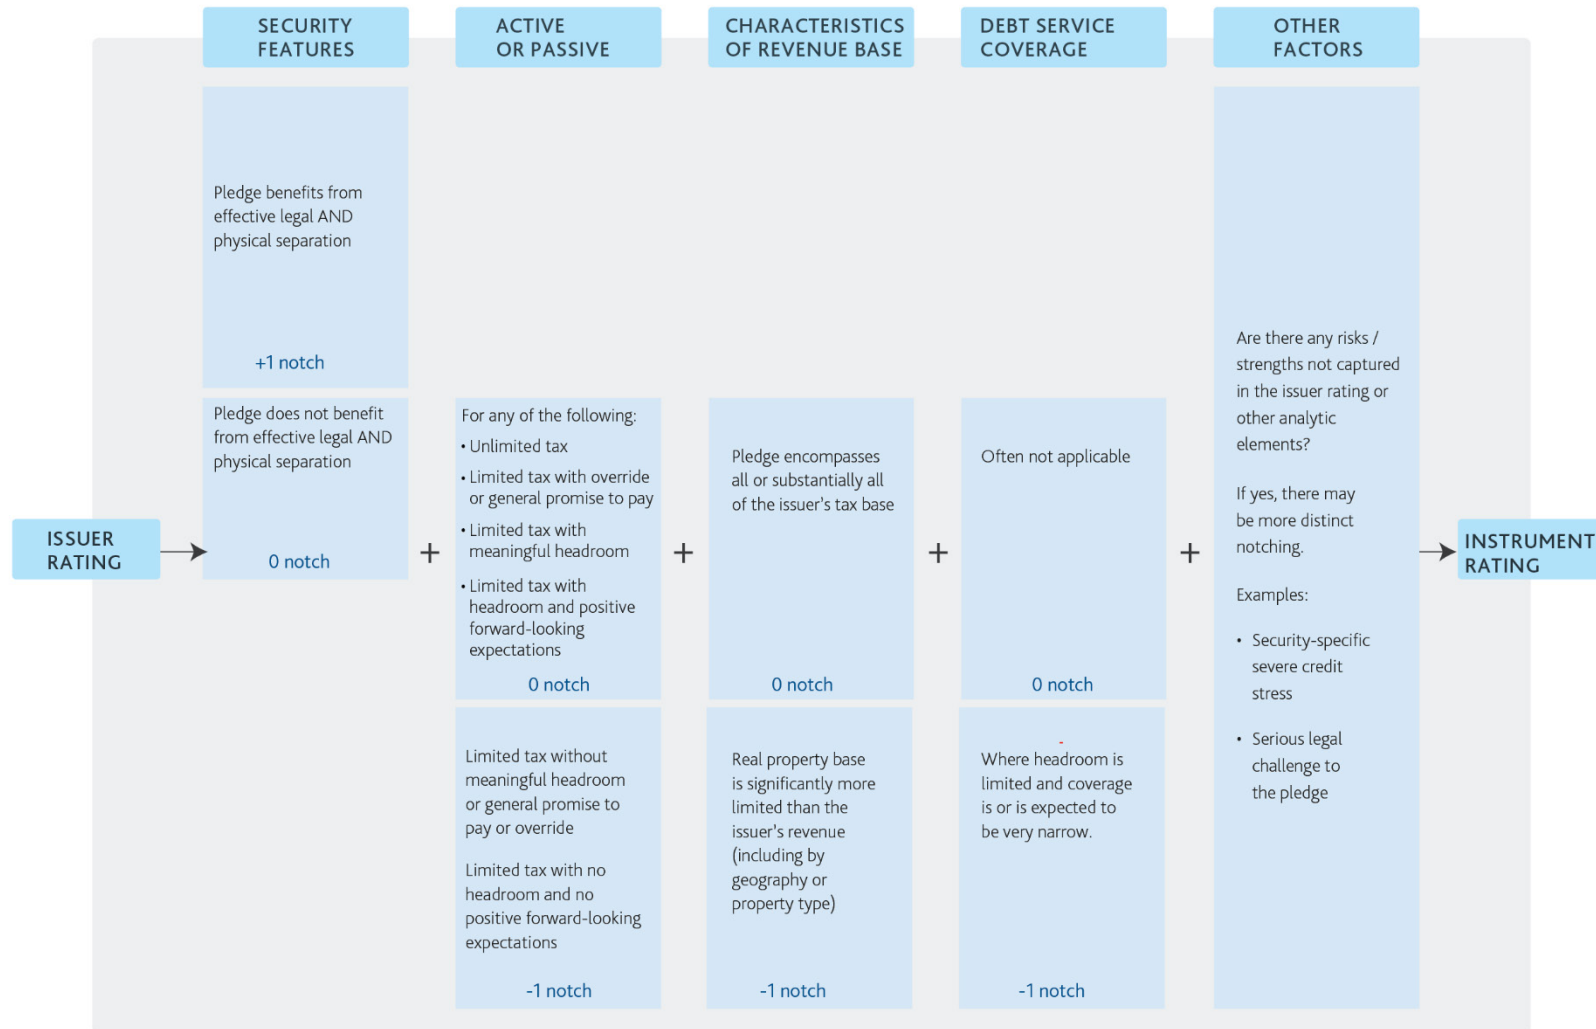 SECURITY
FEATURES
ACTIVE
OR PASSIVE
CHARACTERISTICS
OF REVENUE BASE
DEBT SERVICE
COVERAGE
OTHER
FACTORS
ISSUER
RATING
Pledge benefits from
effective legal AND
physical separation
+1 notch
Pledge does not benefit
from effective legal AND
physical separation
0 notch
+
For any of the following:
• Unlimited tax
• Limited tax with override
or general promise to pay
• Limited tax with
meaningful headroom
• Limited tax with
headroom and positive
forward-looking
expectations
0 notch
Limited tax without
meaningful headroom
or general promise to
pay or override
Limited tax with no
headroom and no
positive forward-looking
expectations
-1 notch
+
Pledge encompasses
all or substantially all
of the issuer's tax base
0 notch
Real property base
is significantly more
limited than the
issuer's revenue
(including by
geography or
property type)
-1 notch
+
Often not applicable
0 notch
Where headroom is
limited and coverage
is or is expected to
be very narrow.
-1 notch
+
Are there any risks /
strengths not captured
in the issuer rating or
other analytic
elements?
If yes, there may
be more distinct
notching.
Examples:
• Security-specific
severe credit
stress
• Serious legal
challenge to
the pledge
INSTRUMENT
RATING